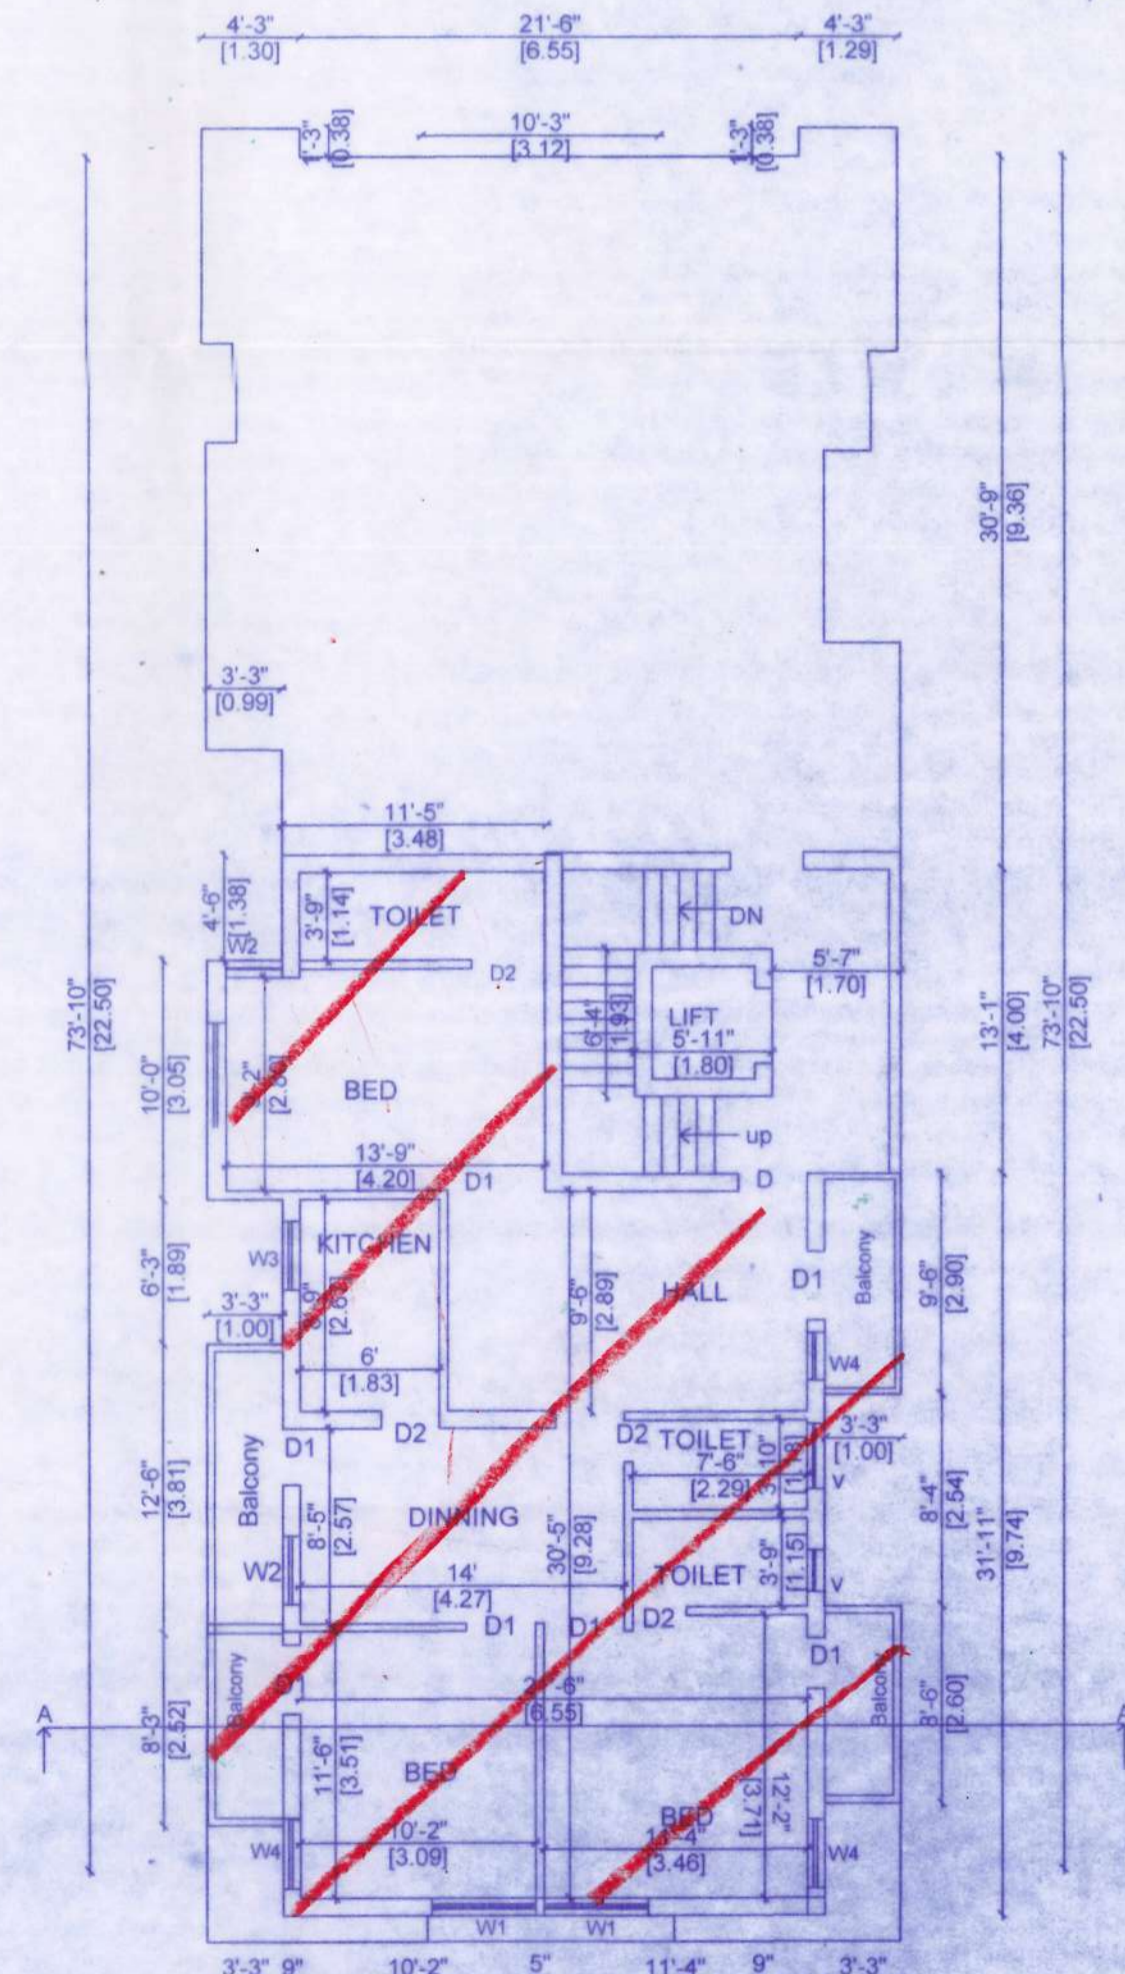 4'-3"
[1.30]
21'-6"
[6.55]
4'-3"
[1.29]
1'-3"
[0.38]
10'-3"
[3.12]
1'-3"
[0.38]
30'-9"
[9.36]
3'-3"
[0.99]
11'-5"
[3.48]
4'-6"
[1.38]
W2
3'-9"
[1.14]
TOILET
D2
DN
5'-7"
[1.70]
73'-10"
[22.50]
10'-0"
[3.05]
BED
6'-4"
1.93]
LIFT
5'-11"
[1.80]
13'-1"
[4.00]
73'-10"
[22.50]
up
13'-9"
[4.20]
D1
D
KITCHEN
W3
6'-3"
[1.89]
3'-3"
[1.00]
6'
[1.83]
9'-6"
[2.89]
HALL
D1
Balcony
9'-6"
[2.90]
W4
D1
D2
D2
TOILET
3'-3"
[1.00]
7'-6"
[2.29]
V
Balcony
12'-6"
[3.81]
8'-5"
[2.57]
DINNING
30'-5"
[9.28]
8'-4"
[2.54]
31'-11"
[9.74]
W2
14'
[4.27]
TOILET
3'-9"
[1.15]
V
D1
D1
D2
D1
Balcony
[6.55]
Balcony
8'-6"
[2.60]
A
8'-3"
[2.52]
11'-6"
[3.51]
BED
BED
12'-2"
[3.71]
W4
10'-2"
[3.09]
[3.46]
W4
W1
W1
3'-3"
9"
10'-2"
5"
11'-4"
9"
3'-3"